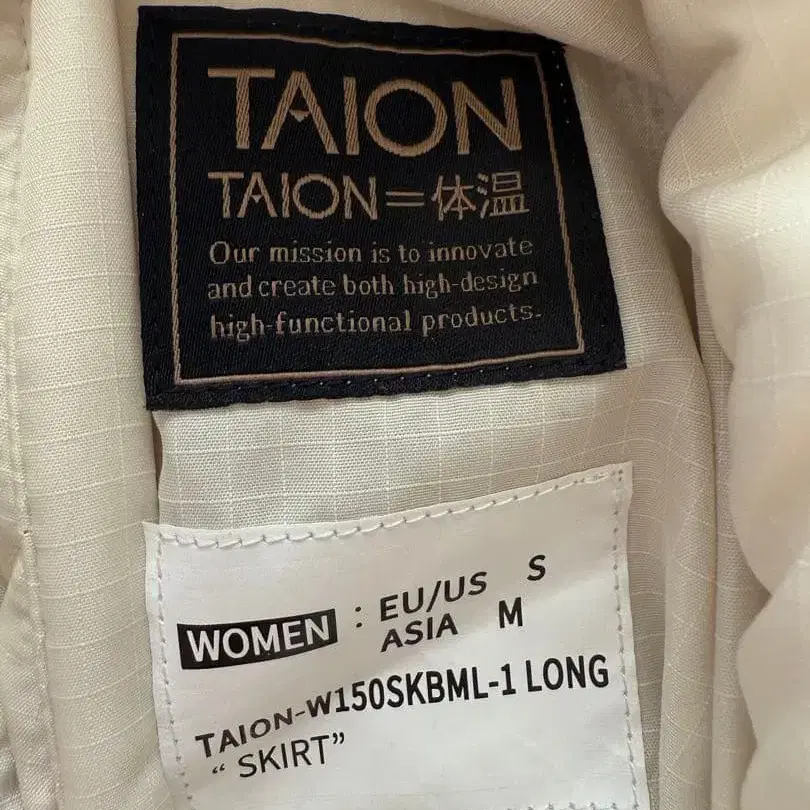 TAION
TAION=体温
Our mission is to innovate
and create both high-design
high-functional products.
WOMEN : EU/US S
ASIA M
TAION-W150SKBML-1 LONG
“SKIRT”